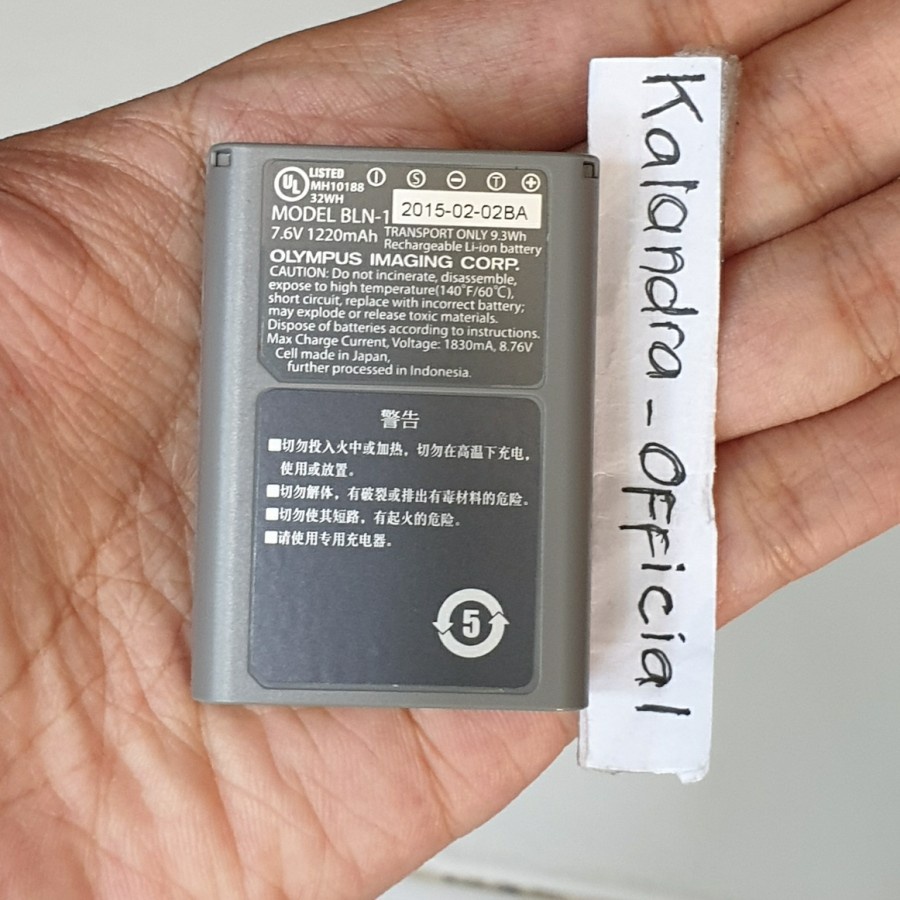 UL LISTED
MH10188
32WH
I S − T +
MODEL BLN-1
2015-02-02BA
7.6V 1220mAh
TRANSPORT ONLY 9.3Wh
Rechargeable Li-ion battery
OLYMPUS IMAGING CORP.
CAUTION: Do not incinerate, disassemble,
expose to high temperature(140°F/60℃),
short circuit, replace with incorrect battery;
may explode or release toxic materials.
Dispose of batteries according to instructions.
Max Charge Current, Voltage: 1830mA, 8.76V
Cell made in Japan,
further processed in Indonesia.
警告
■切勿投入火中或加热，切勿在高温下充电，
使用或放置。
■切勿解体，有破裂或排出有毒材料的危险。
■切勿使其短路，有起火的危险。
■请使用专用充电器。
5
Kalandra-OFFicial